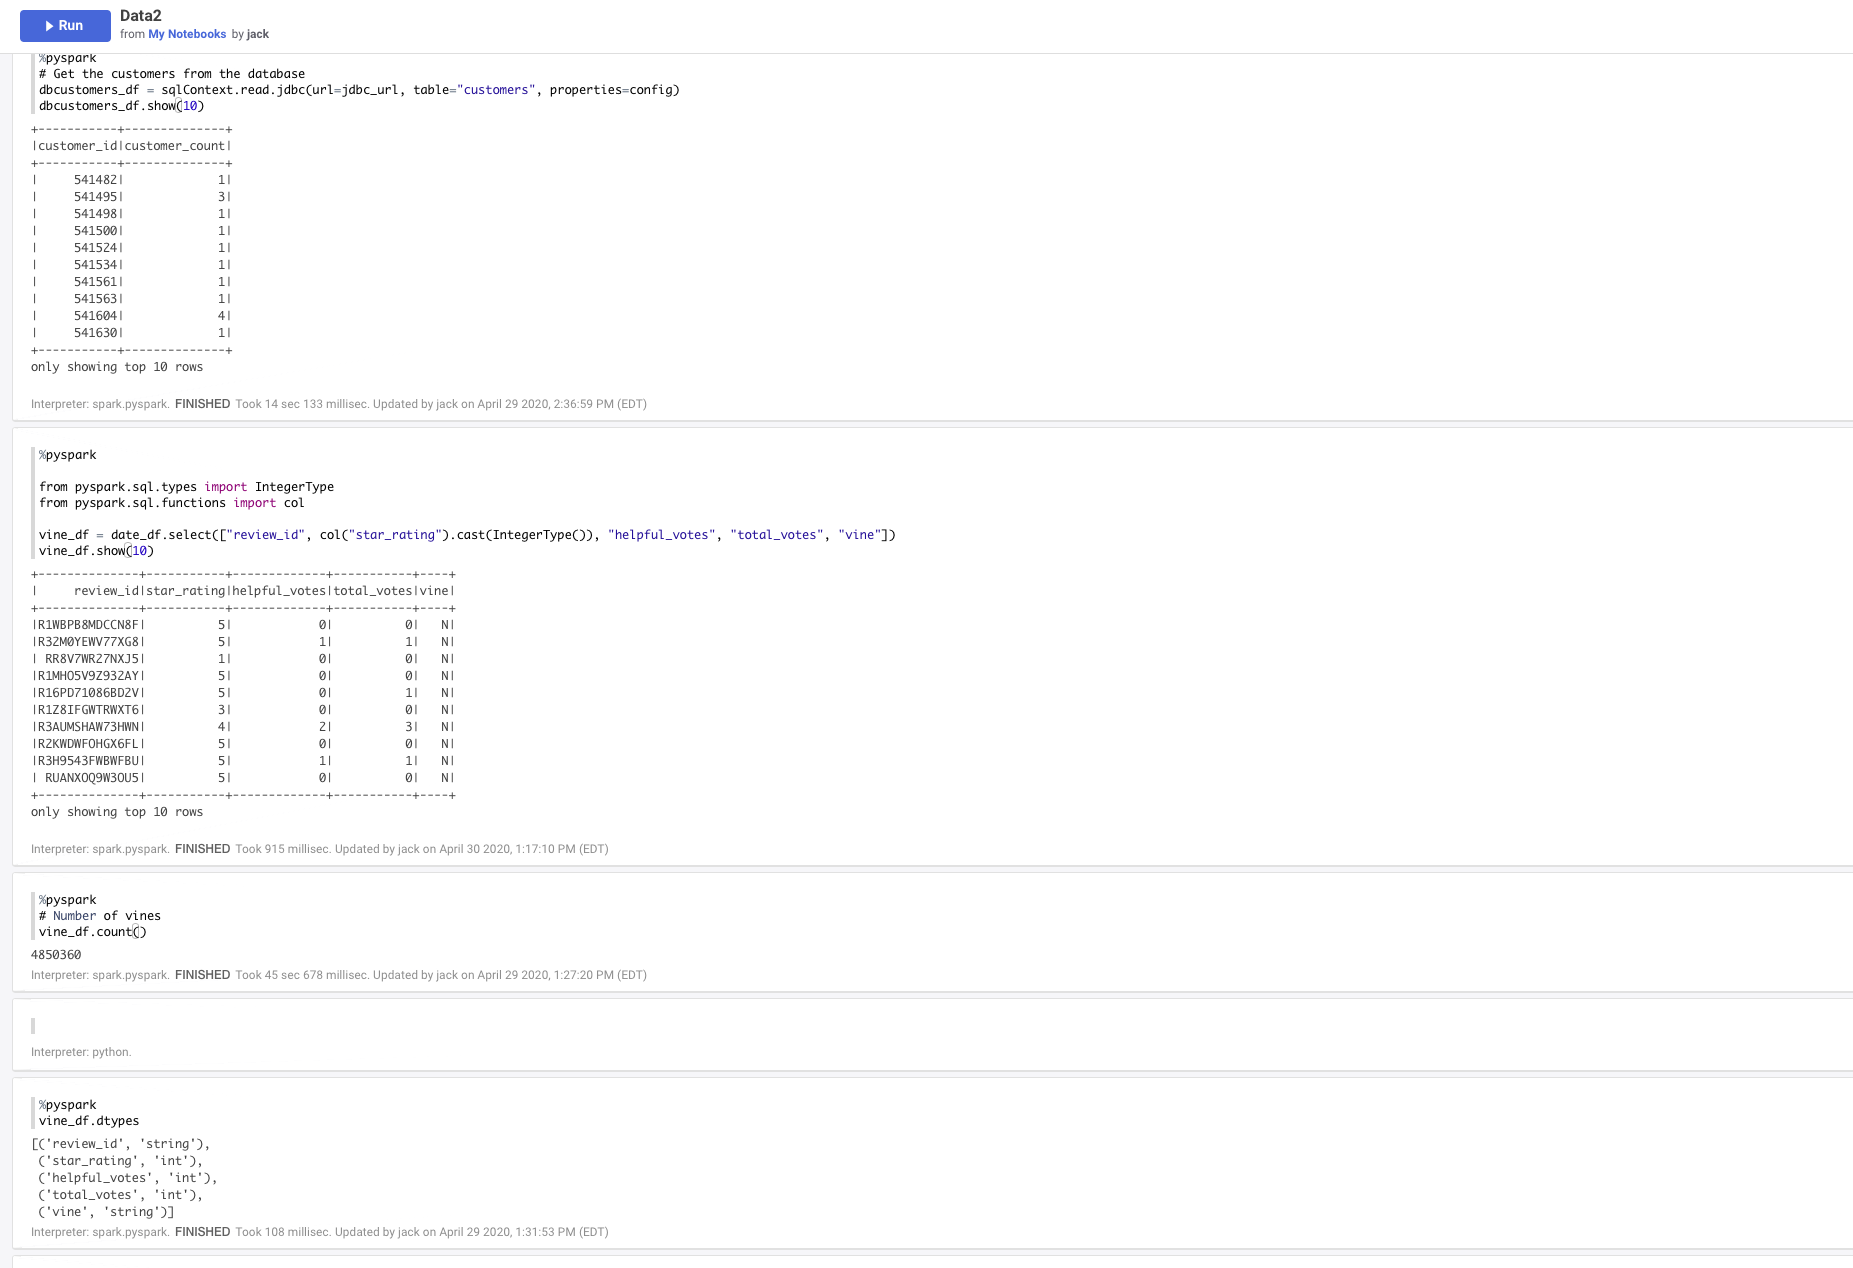 Run
Data2
from My Notebooks by jack
%pyspark
# Get the customers from the database
dbcustomers_df = sqlContext.read.jdbc(url=jdbc_url, table="customers", properties=config)
dbcustomers_df.show(10)
+-----------+--------------+
|customer_id|customer_count|
+-----------+--------------+
|     541482|             1|
|     541495|             3|
|     541498|             1|
|     541500|             1|
|     541524|             1|
|     541534|             1|
|     541561|             1|
|     541563|             1|
|     541604|             4|
|     541630|             1|
+-----------+--------------+
only showing top 10 rows
Interpreter: spark.pyspark. FINISHED Took 14 sec 133 millisec. Updated by jack on April 29 2020, 2:36:59 PM (EDT)
%pyspark
from pyspark.sql.types import IntegerType
from pyspark.sql.functions import col
vine_df = date_df.select(["review_id", col("star_rating").cast(IntegerType()), "helpful_votes", "total_votes", "vine"])
vine_df.show(10)
+--------------+-----------+-------------+-----------+----+
|     review_id|star_rating|helpful_votes|total_votes|vine|
+--------------+-----------+-------------+-----------+----+
|R1WBPB8MDCCN8F|          5|            0|          0|   N|
|R32M0YEWV77XG8|          5|            1|          1|   N|
| RR8V7WR27NXJ5|          1|            0|          0|   N|
|R1MHO5V9Z932AY|          5|            0|          0|   N|
|R16PD71086BD2V|          5|            0|          1|   N|
|R1Z8IFGWTRWXT6|          3|            0|          0|   N|
|R3AUMSHAW73HWN|          4|            2|          3|   N|
|R2KWDWFOHGX6FL|          5|            0|          0|   N|
|R3H9543FWBWFBU|          5|            1|          1|   N|
| RUANXOQ9W3OU5|          5|            0|          0|   N|
+--------------+-----------+-------------+-----------+----+
only showing top 10 rows
Interpreter: spark.pyspark. FINISHED Took 915 millisec. Updated by jack on April 30 2020, 1:17:10 PM (EDT)
%pyspark
# Number of vines
vine_df.count()
4850360
Interpreter: spark.pyspark. FINISHED Took 45 sec 678 millisec. Updated by jack on April 29 2020, 1:27:20 PM (EDT)
Interpreter: python.
%pyspark
vine_df.dtypes
[('review_id', 'string'),
 ('star_rating', 'int'),
 ('helpful_votes', 'int'),
 ('total_votes', 'int'),
 ('vine', 'string')]
Interpreter: spark.pyspark. FINISHED Took 108 millisec. Updated by jack on April 29 2020, 1:31:53 PM (EDT)